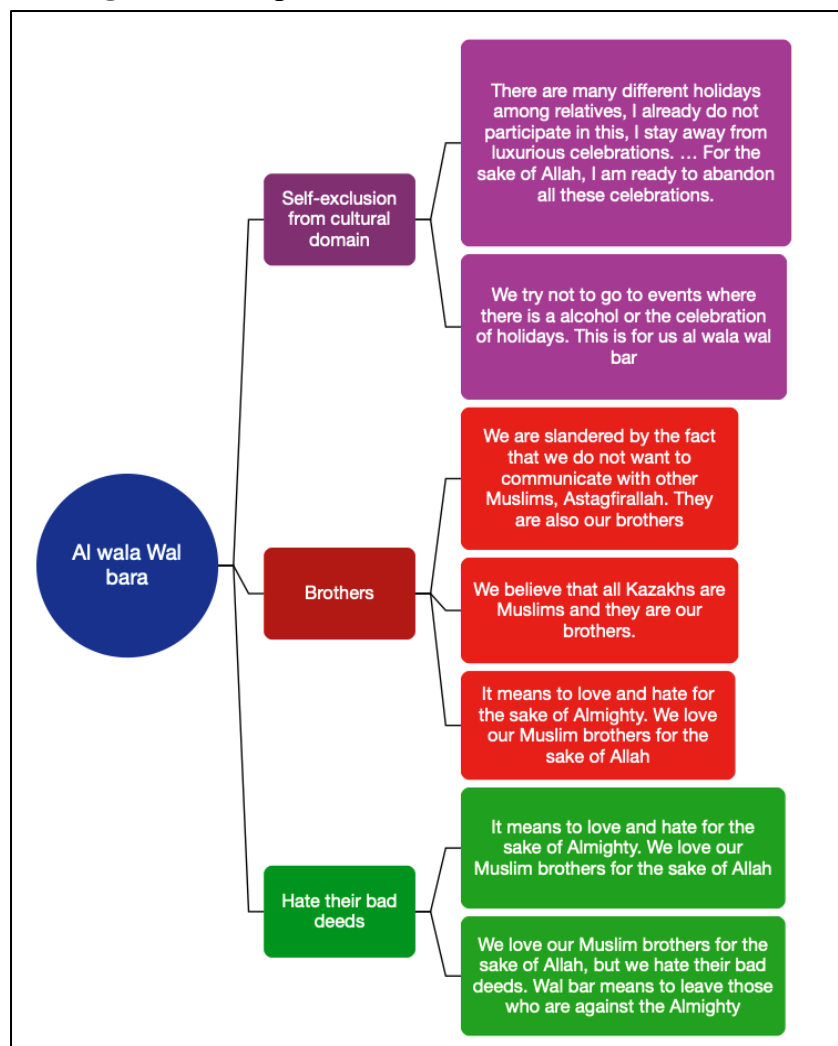 There are many different holidays
among relatives, I already do not
participate in this, I stay away from
luxurious celebrations. … For the
sake of Allah, I am ready to abandon
all these celebrations.
Self-exclusion
from cultural
domain
We try not to go to events where
there is a alcohol or the celebration
of holidays. This is for us al wala wal
bar
We are slandered by the fact
that we do not want to
communicate with other
Muslims, Astagfirallah. They
are also our brothers
Al wala Wal
bara
Brothers
We believe that all Kazakhs are
Muslims and they are our
brothers.
It means to love and hate for
the sake of Almighty. We love
our Muslim brothers for the
sake of Allah
It means to love and hate for the
sake of Almighty. We love our
Muslim brothers for the sake of Allah
Hate their bad
deeds
We love our Muslim brothers for the
sake of Allah, but we hate their bad
deeds. Wal bar means to leave those
who are against the Almighty